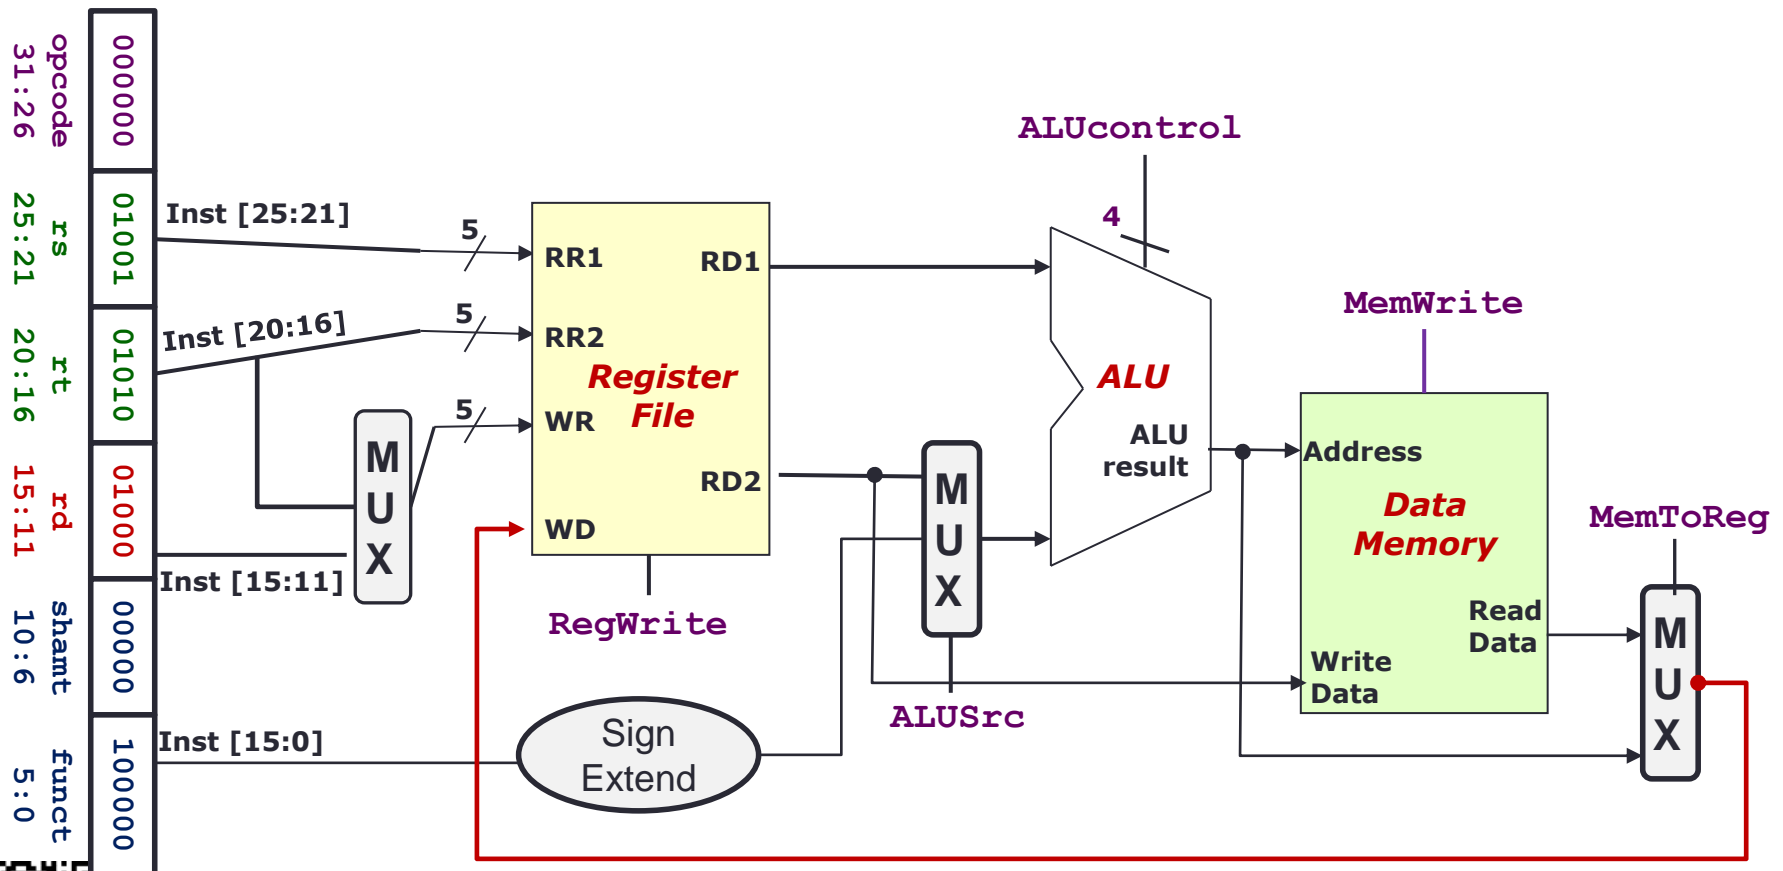 opcode
31:26
000000
rs
25:21
01001
rt
20:16
01010
rd
15:11
01000
shamt
10:6
00000
funct
5:0
100000
Inst [25:21]
5
Inst [20:16]
5
5
Inst [15:11]
Inst [15:0]
M
U
X
RR1
RR2
WR
WD
RD1
RD2
Register
File
RegWrite
Sign
Extend
M
U
X
ALUSrc
ALUcontrol
4
ALU
ALU
result
MemWrite
Address
Data
Memory
Read
Data
Write
Data
MemToReg
M
U
X